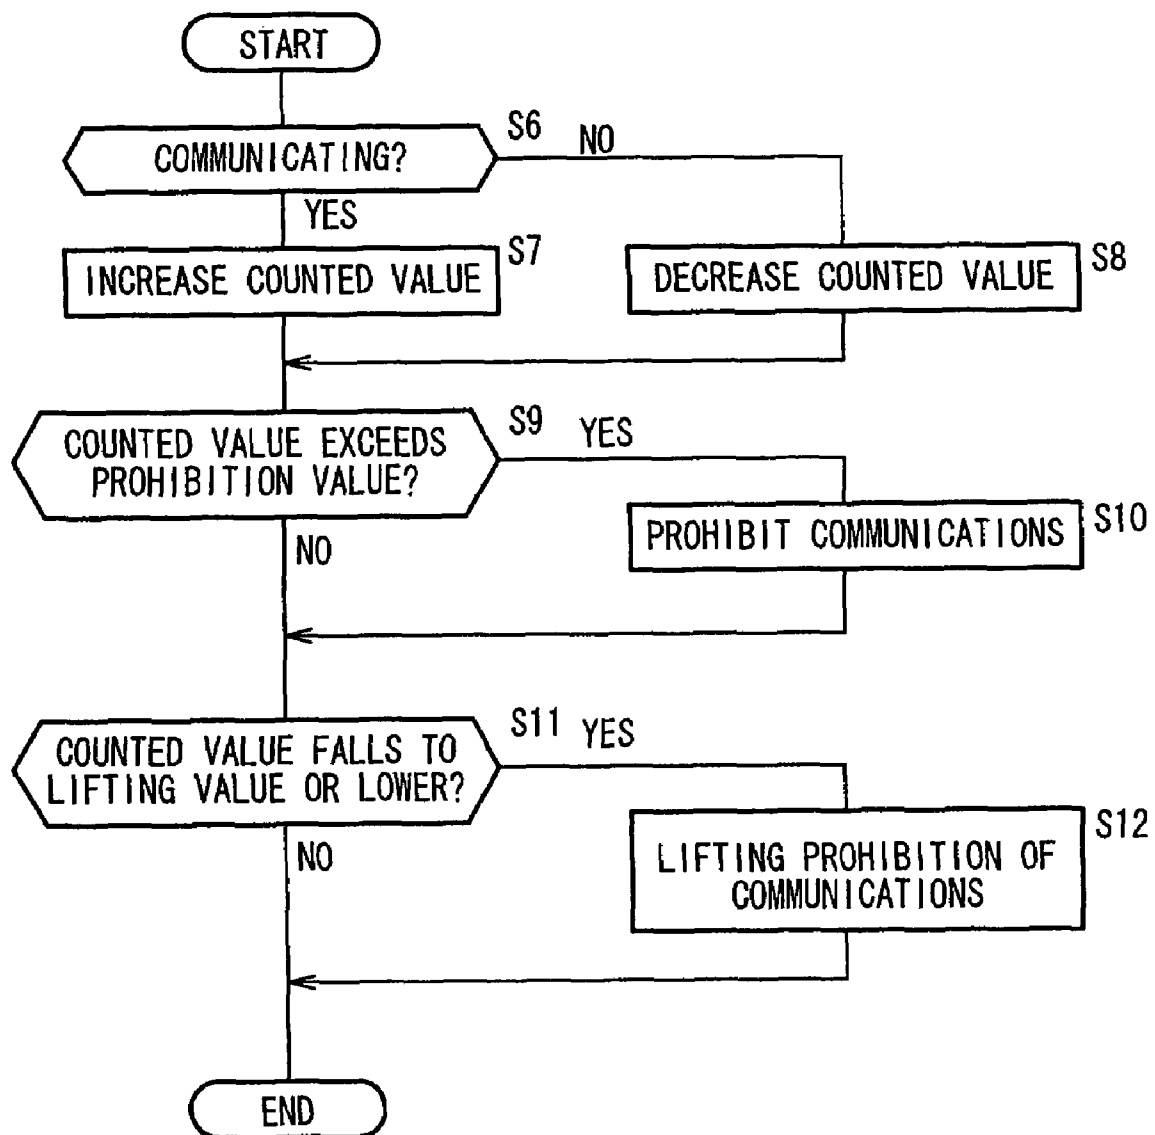 START
COMMUNICATING?
S6
NO
YES
INCREASE COUNTED VALUE
S7
DECREASE COUNTED VALUE
S8
COUNTED VALUE EXCEEDS
PROHIBITION VALUE?
S9
YES
NO
PROHIBIT COMMUNICATIONS
S10
COUNTED VALUE FALLS TO
LIFTING VALUE OR LOWER?
S11
YES
NO
LIFTING PROHIBITION OF
COMMUNICATIONS
S12
END